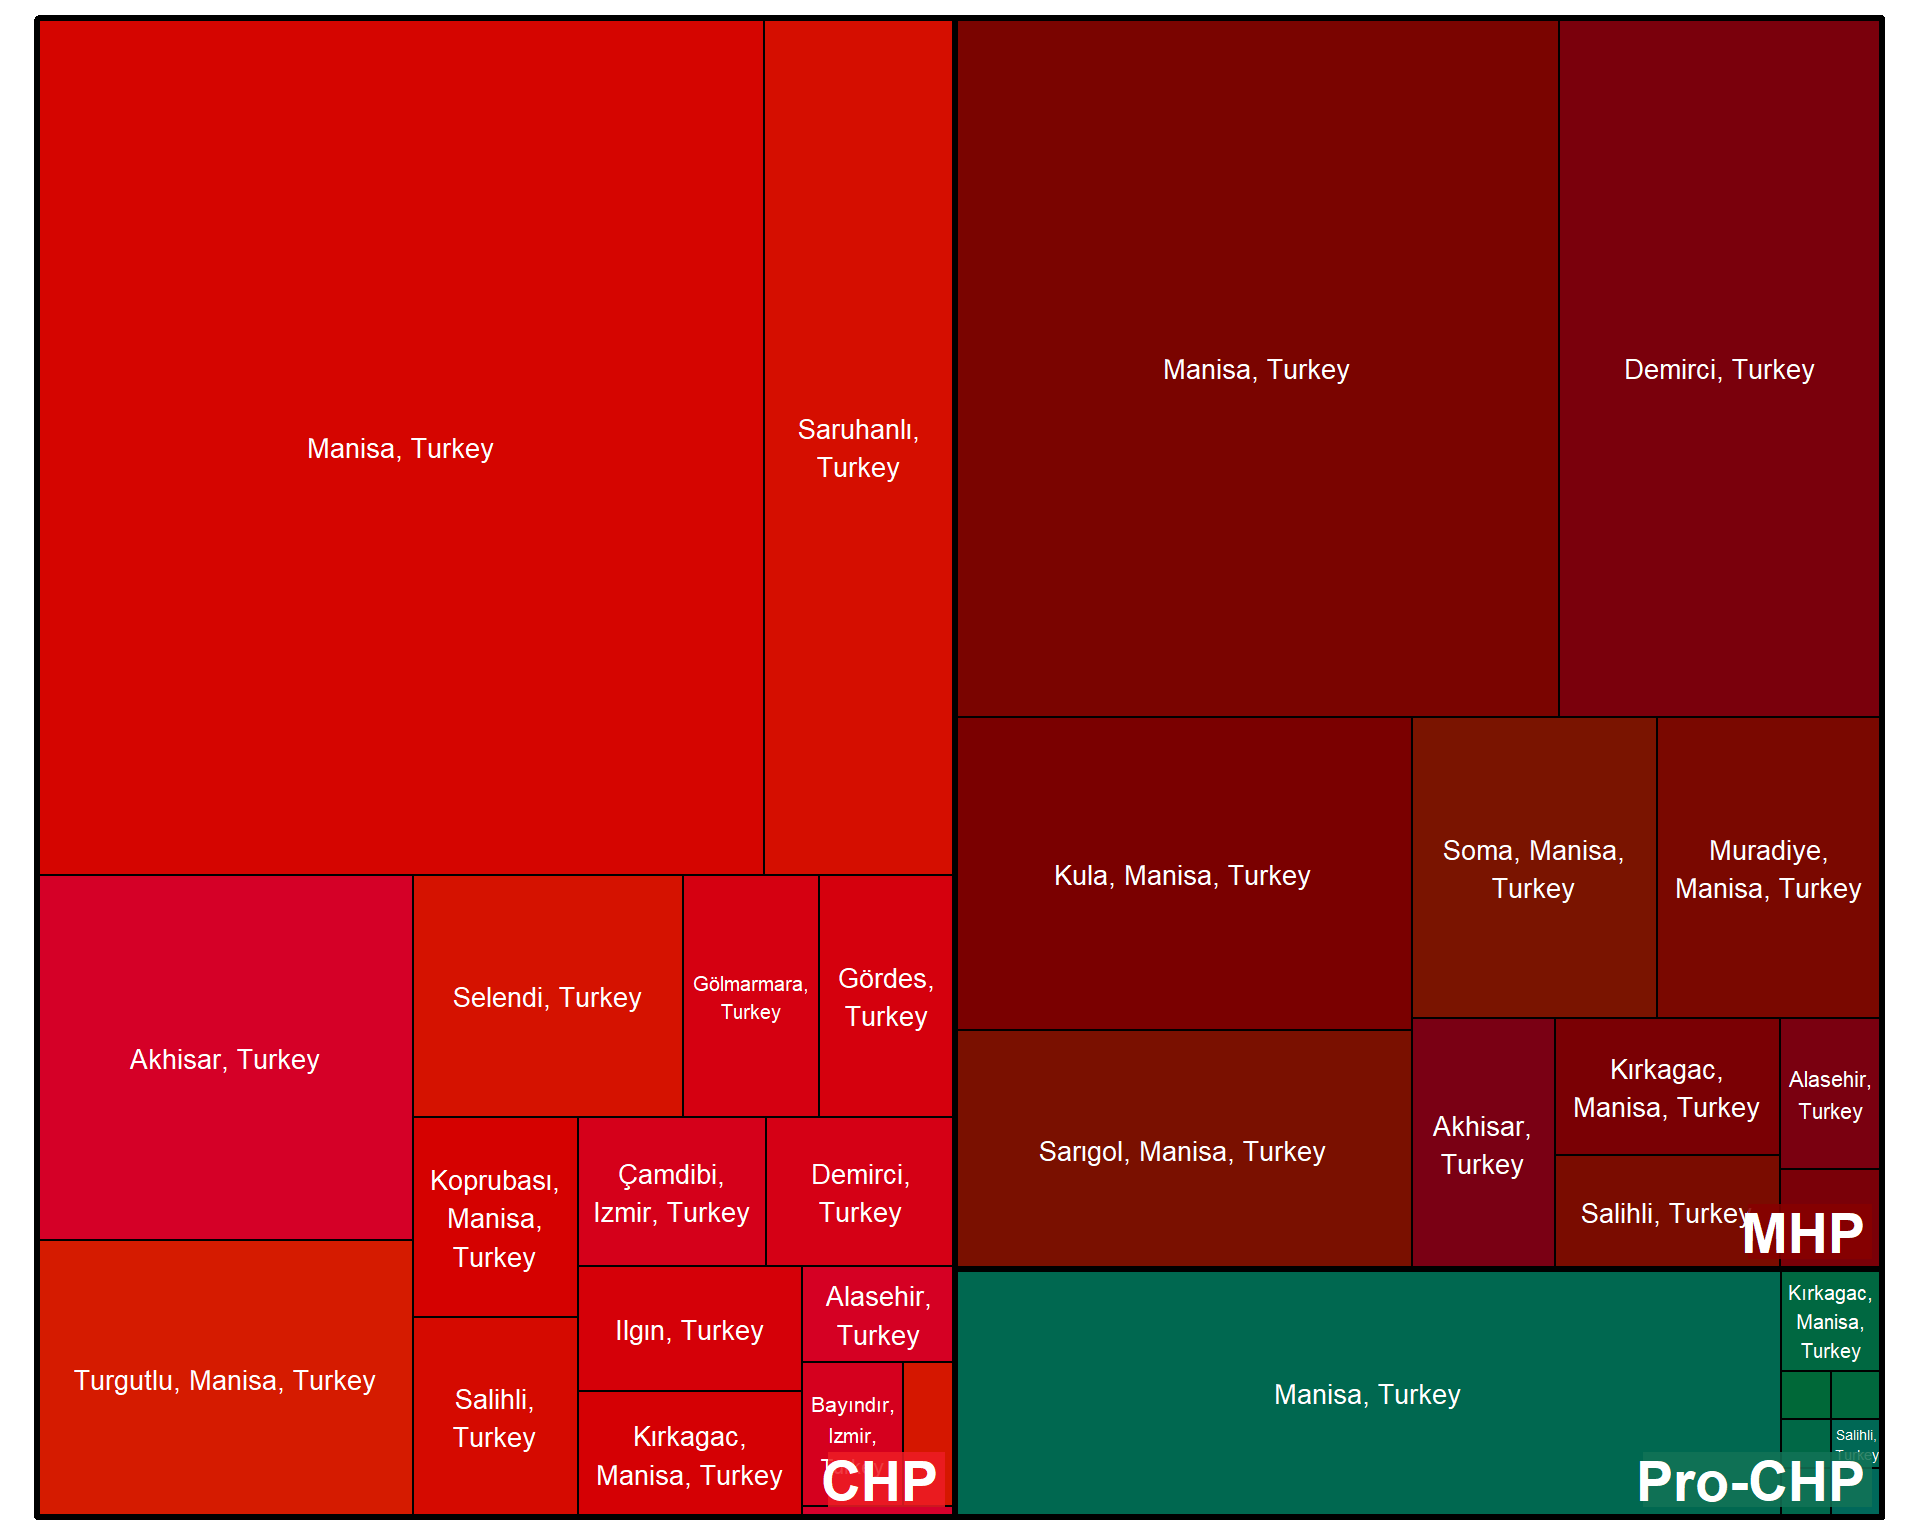 Manisa, Turkey
Saruhanlı,
Turkey
Akhisar, Turkey
Selendi, Turkey
Gölmarmara,
Turkey
Gördes,
Turkey
Turgutlu, Manisa, Turkey
Koprubası,
Manisa,
Turkey
Çamdibi,
Izmir, Turkey
Demirci,
Turkey
Salihli,
Turkey
Ilgın, Turkey
Alasehir,
Turkey
Kırkagac,
Manisa, Turkey
Bayındır,
Izmir,
CHP
Manisa, Turkey
Demirci, Turkey
Kula, Manisa, Turkey
Soma, Manisa,
Turkey
Muradiye,
Manisa, Turkey
Sarıgol, Manisa, Turkey
Akhisar,
Turkey
Kırkagac,
Manisa, Turkey
Alasehir,
Turkey
Salihli, Turkey
MHP
Manisa, Turkey
Kırkagac,
Manisa,
Turkey
Salihli,
Turkey
Pro-CHP